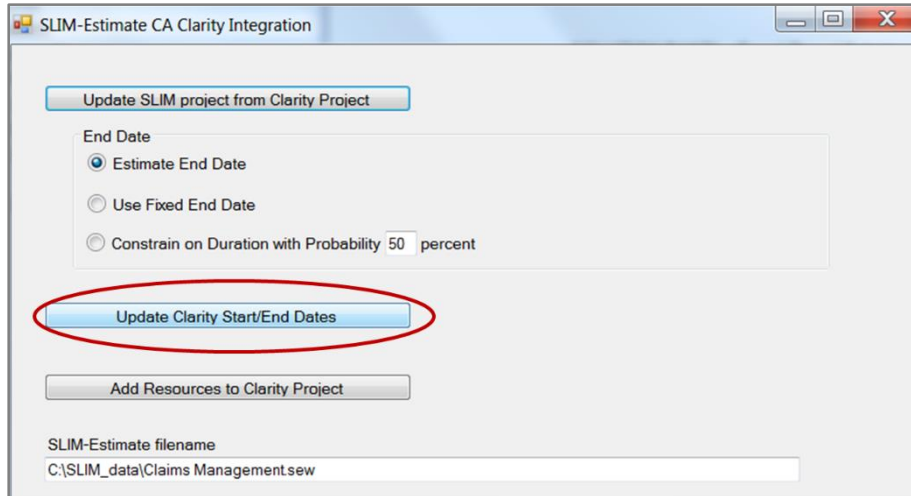 SLIM-Estimate CA Clarity Integration
Update SLIM project from Clarity Project
End Date
Estimate End Date
Use Fixed End Date
Constrain on Duration with Probability 50 percent
Update Clarity Start/End Dates
Add Resources to Clarity Project
SLIM-Estimate filename
C:\SLIM_data\Claims Management.sew